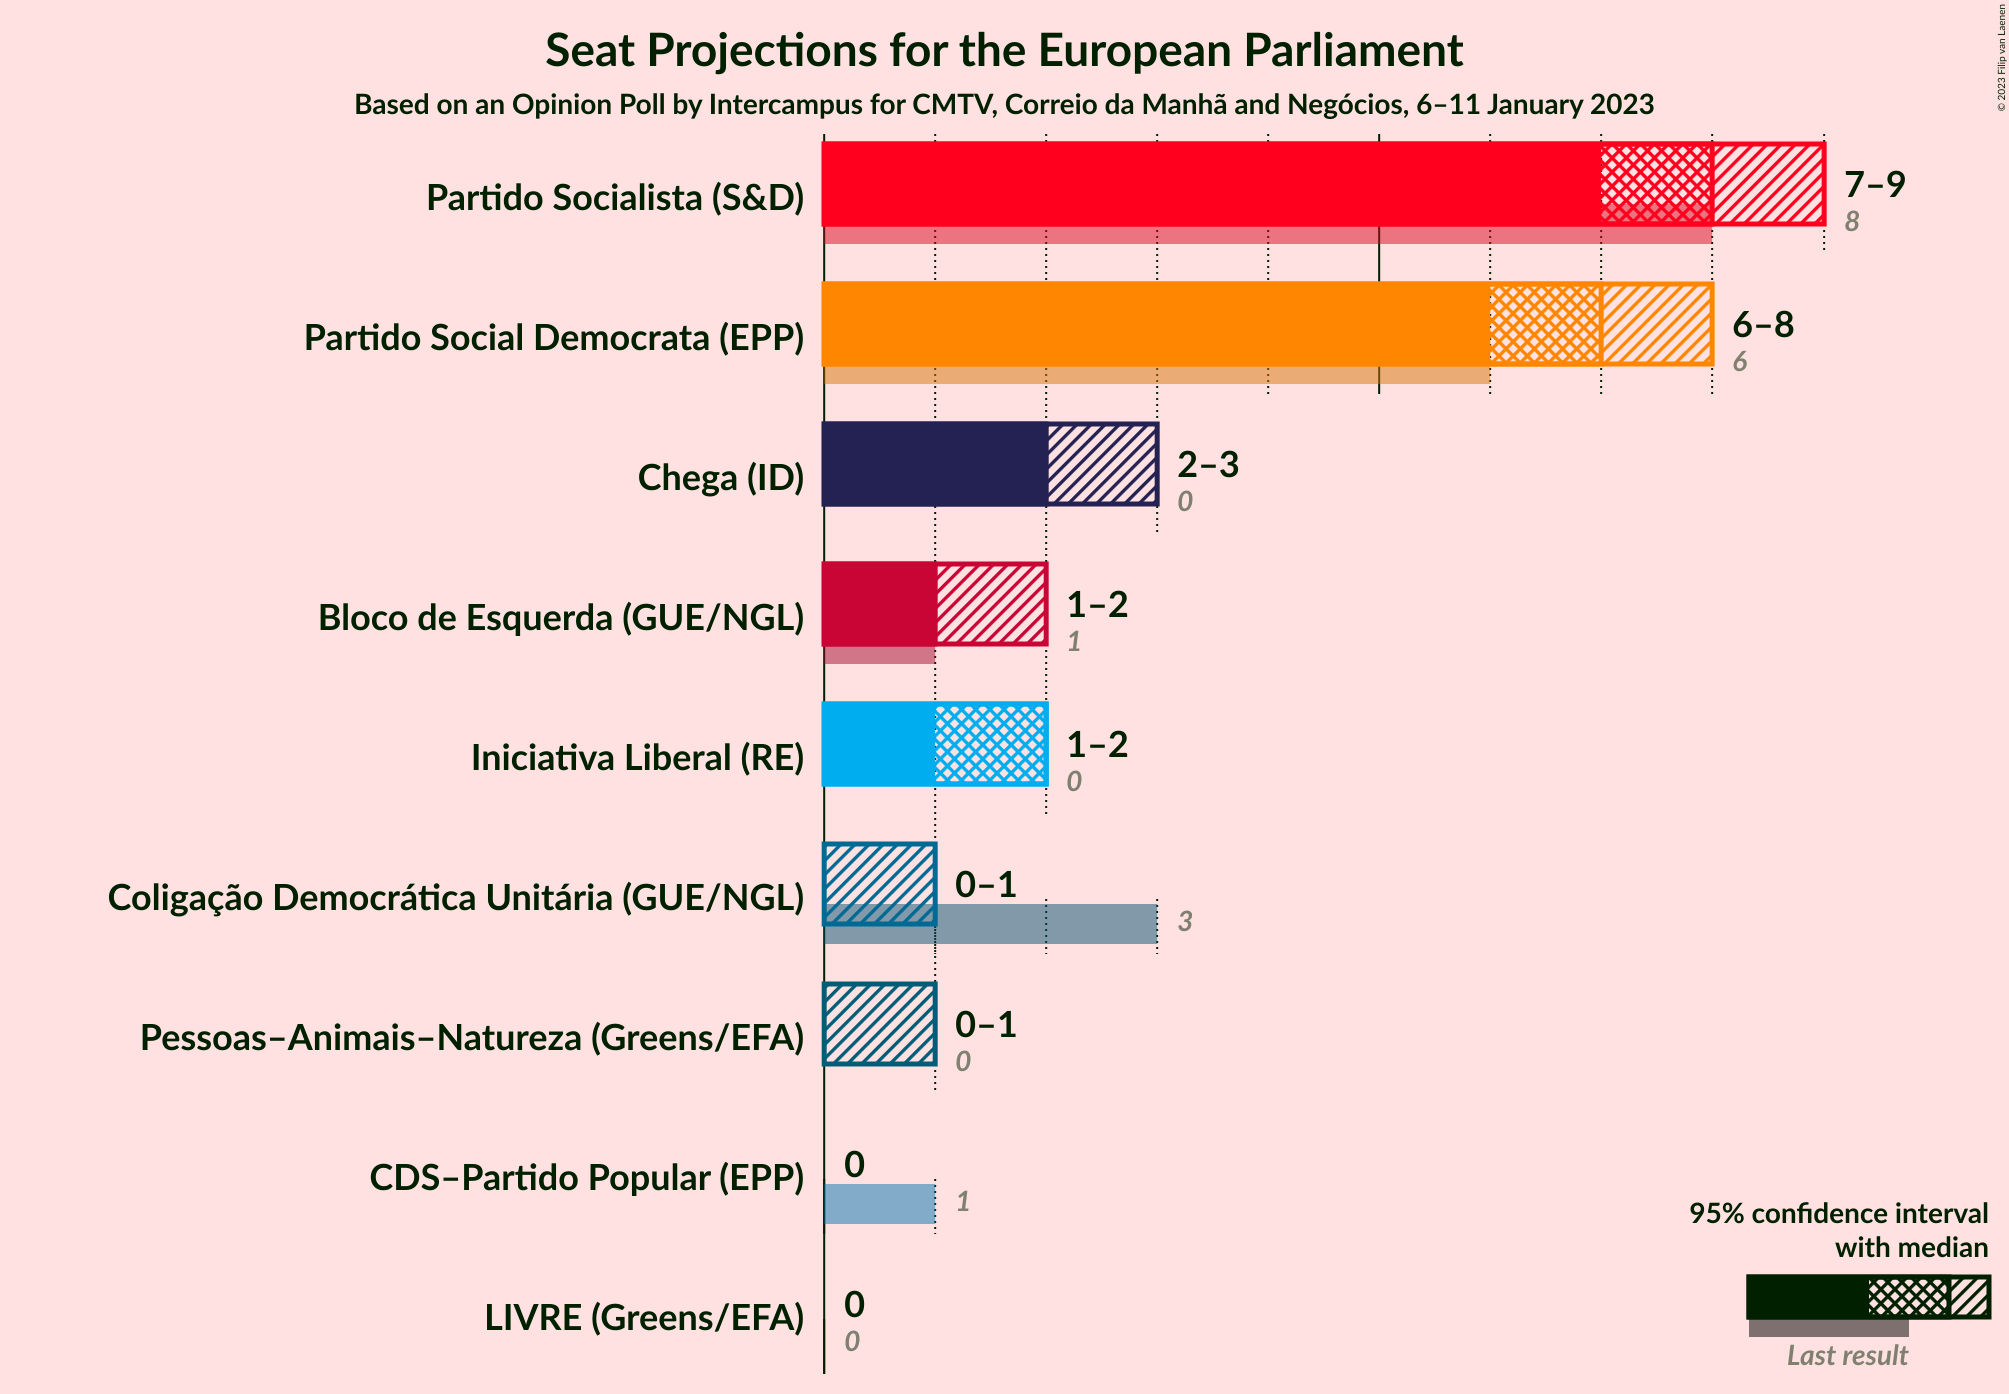 Seat Projections for the European Parliament
Based on an Opinion Poll by Intercampus for CMTV, Correio da Manhã and Negócios, 6–11 January 2023
© 2023 Filip van Laenen
Partido Socialista (S&D)
7–9
8
Partido Social Democrata (EPP)
6–8
6
Chega (ID)
2–3
0
Bloco de Esquerda (GUE/NGL)
1–2
1
Iniciativa Liberal (RE)
1–2
0
Coligação Democrática Unitária (GUE/NGL)
0–1
3
Pessoas–Animais–Natureza (Greens/EFA)
0–1
0
CDS–Partido Popular (EPP)
0
1
LIVRE (Greens/EFA)
0
0
95% confidence interval
with median
Last result